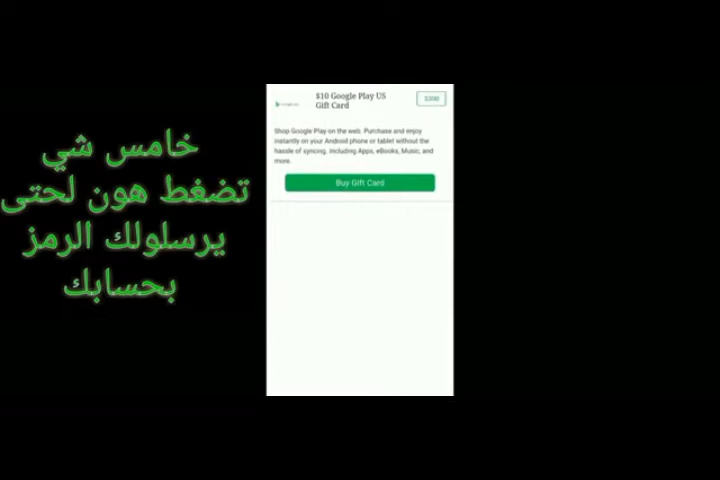 خامس شي
تضغط هون لحتى
يرسلولك الرمز
بحسابك
$10 Google Play US
Gift Card
Shop Google Play on the web. Purchase and enjoy
instantly on your Android phone or tablet without the
hassle of syncing. Including Apps, eBooks, Music, and
more.
Buy Gift Card